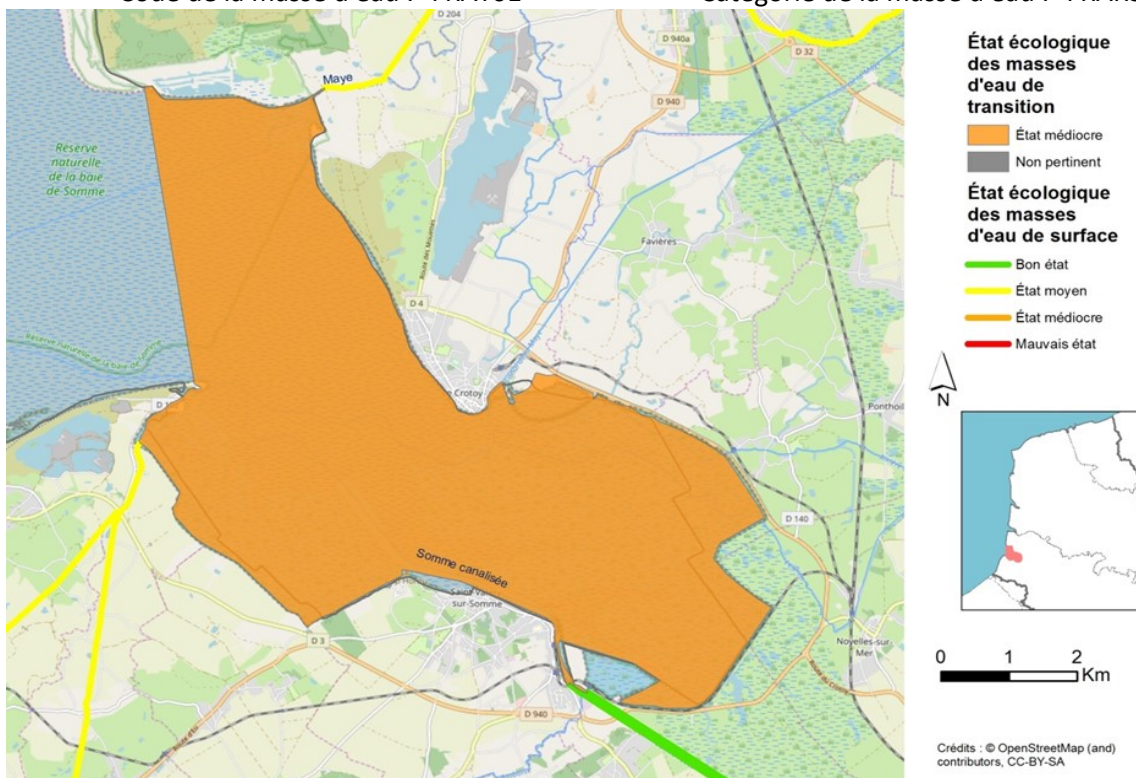 D 204
D 940a
D 32
Maye
D 940
Réserve
naturelle
de la baie
de Somme
Favières
D 4
Crotoy
Ponthoil
D 140
Somme canalisée
sur-Somme
Noyelles-sur-
Mer
D 3
D 940
État écologique
des masses
d'eau de
transition
État médiocre
Non pertinent
État écologique
des masses
d'eau de surface
Bon état
État moyen
État médiocre
Mauvais état
N
0 1 2
Km
Crédits : © OpenStreetMap (and)
contributors, CC-BY-SA